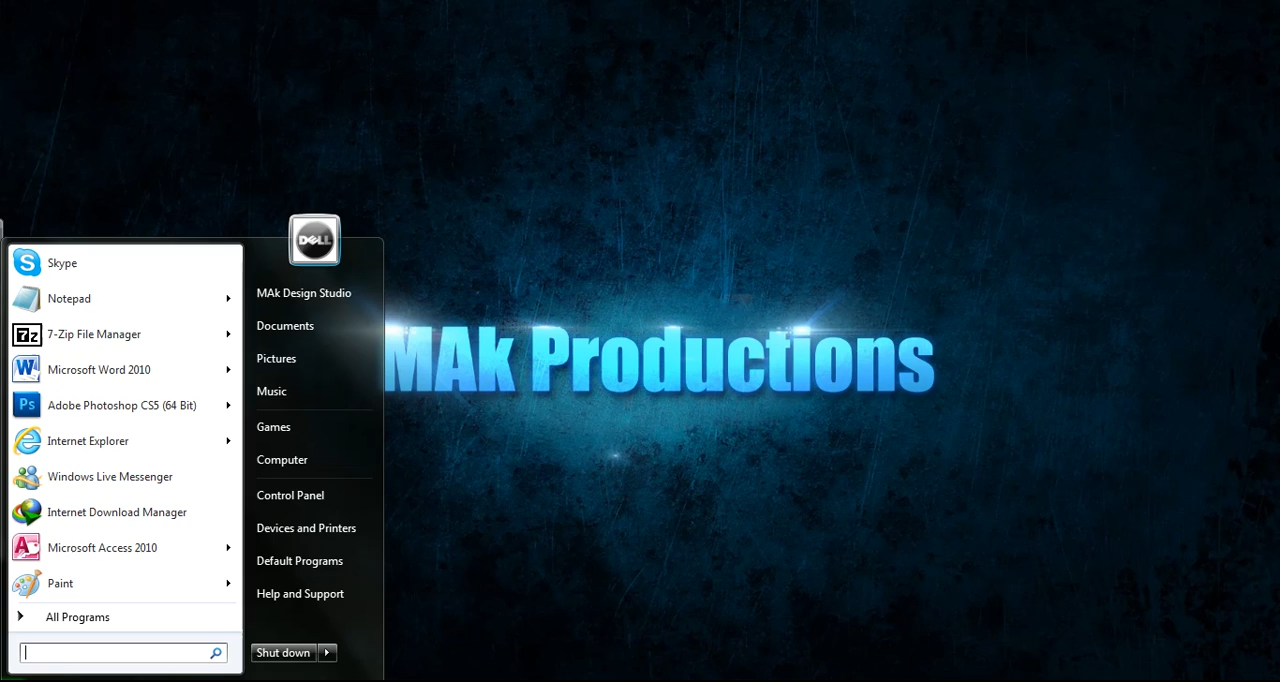 Skype
Notepad
7-Zip File Manager
Microsoft Word 2010
Adobe Photoshop CS5 (64 Bit)
Internet Explorer
Windows Live Messenger
Internet Download Manager
Microsoft Access 2010
Paint
All Programs
DELL
MAk Design Studio
Documents
Pictures
Music
Games
Computer
Control Panel
Devices and Printers
Default Programs
Help and Support
Shut down
MAk Productions
S
7z
W
Ps
A